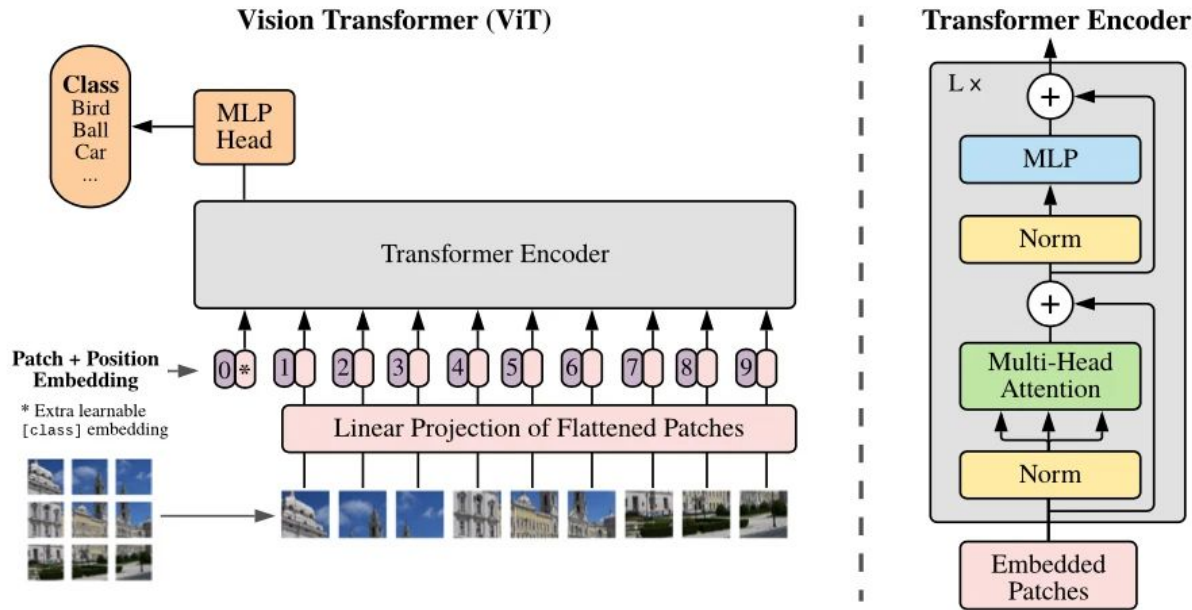 Vision Transformer (ViT)
Class
Bird
Ball
Car
...
MLP
Head
Transformer Encoder
Patch + Position
Embedding
0 * 1 2 3 4 5 6 7 8 9
* Extra learnable
[class] embedding
Linear Projection of Flattened Patches
Transformer Encoder
L ×
+
MLP
Norm
+
Multi-Head
Attention
Norm
Embedded
Patches